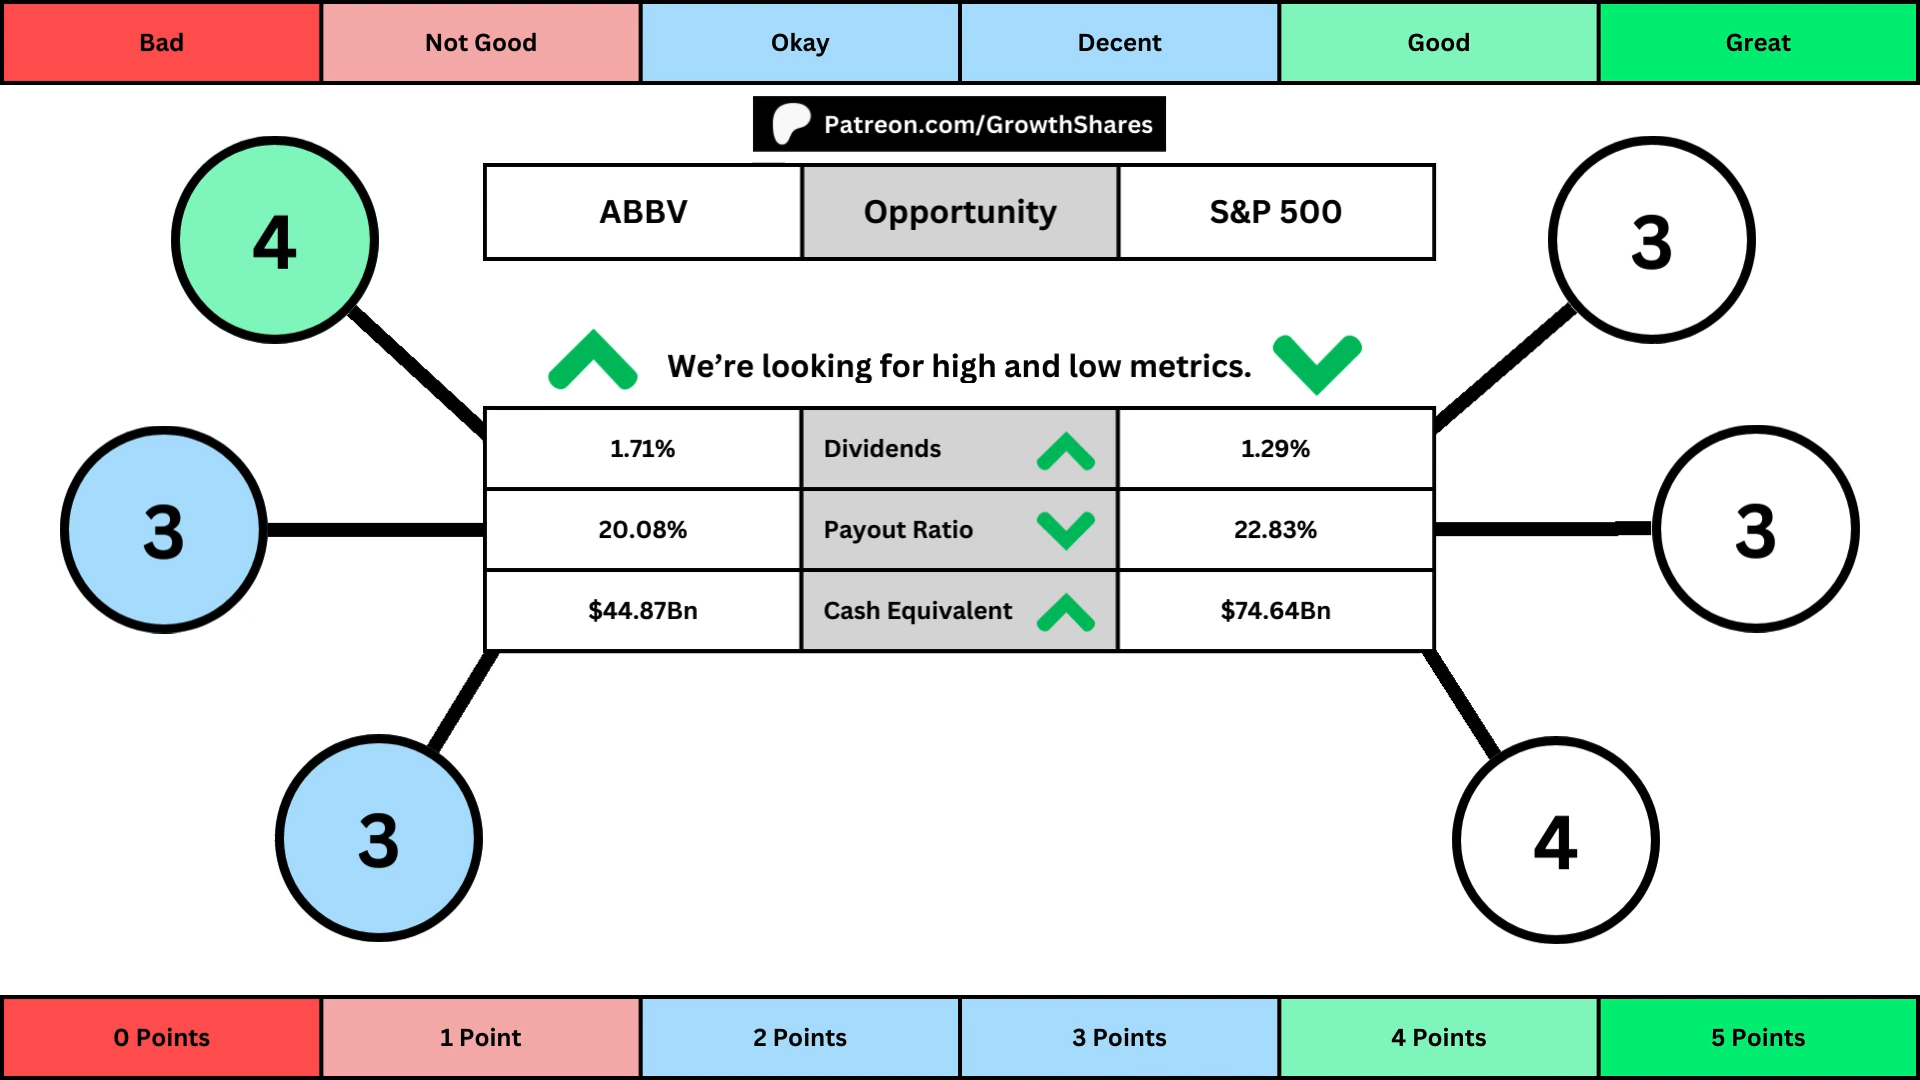 Bad
Not Good
Okay
Decent
Good
Great
Patreon.com/GrowthShares
ABBV
Opportunity
S&P 500
4
3
We’re looking for high and low metrics.
1.71%
Dividends
1.29%
3
20.08%
Payout Ratio
22.83%
3
$44.87Bn
Cash Equivalent
$74.64Bn
3
4
0 Points
1 Point
2 Points
3 Points
4 Points
5 Points